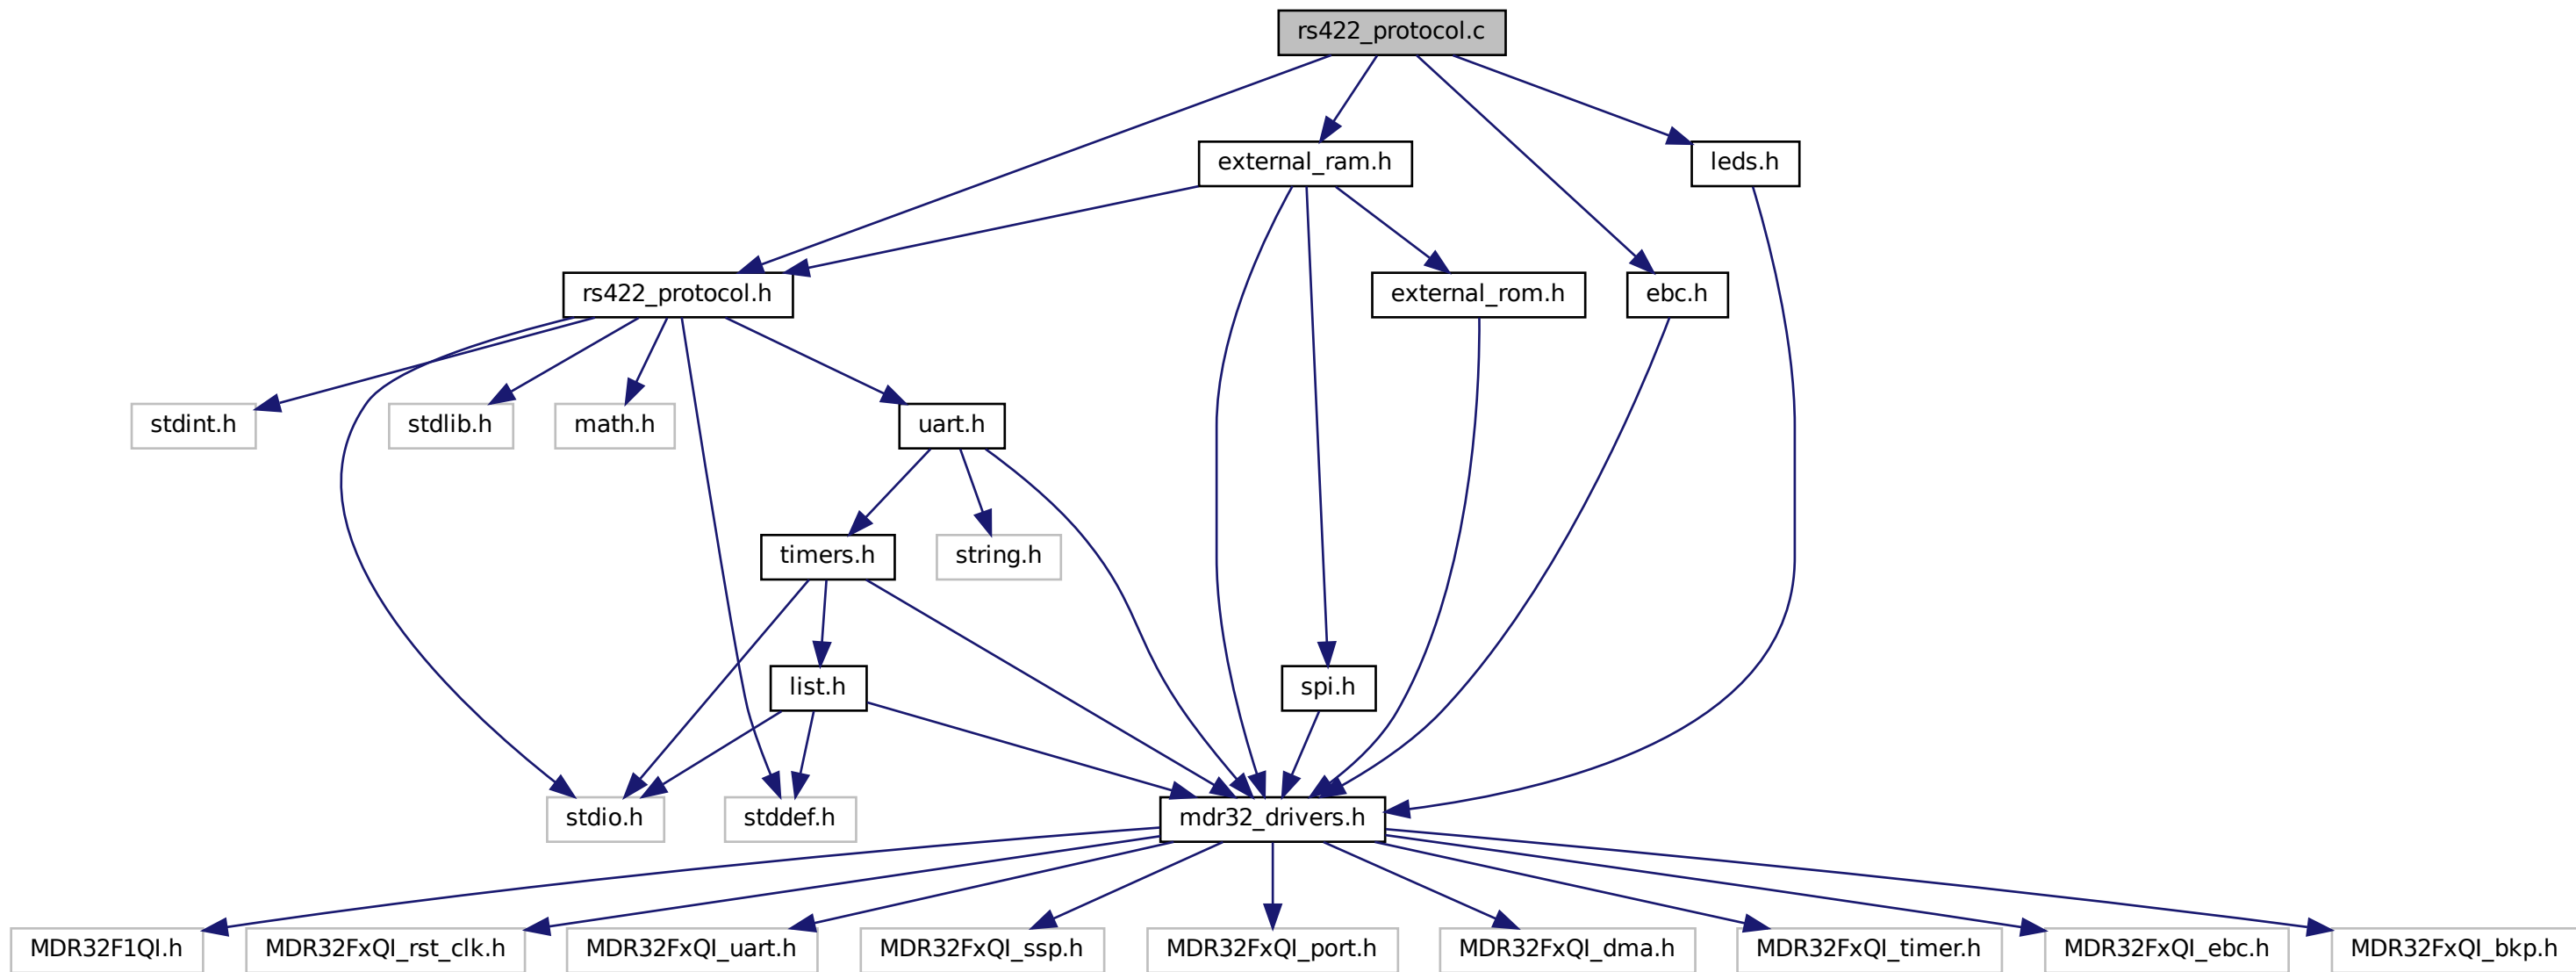 rs422_protocol.c
external_ram.h
leds.h
rs422_protocol.h
external_rom.h
ebc.h
stdint.h
stdlib.h
math.h
uart.h
timers.h
string.h
list.h
spi.h
stdio.h
stddef.h
mdr32_drivers.h
MDR32F1QI.h
MDR32FxQI_rst_clk.h
MDR32FxQI_uart.h
MDR32FxQI_ssp.h
MDR32FxQI_port.h
MDR32FxQI_dma.h
MDR32FxQI_timer.h
MDR32FxQI_ebc.h
MDR32FxQI_bkp.h